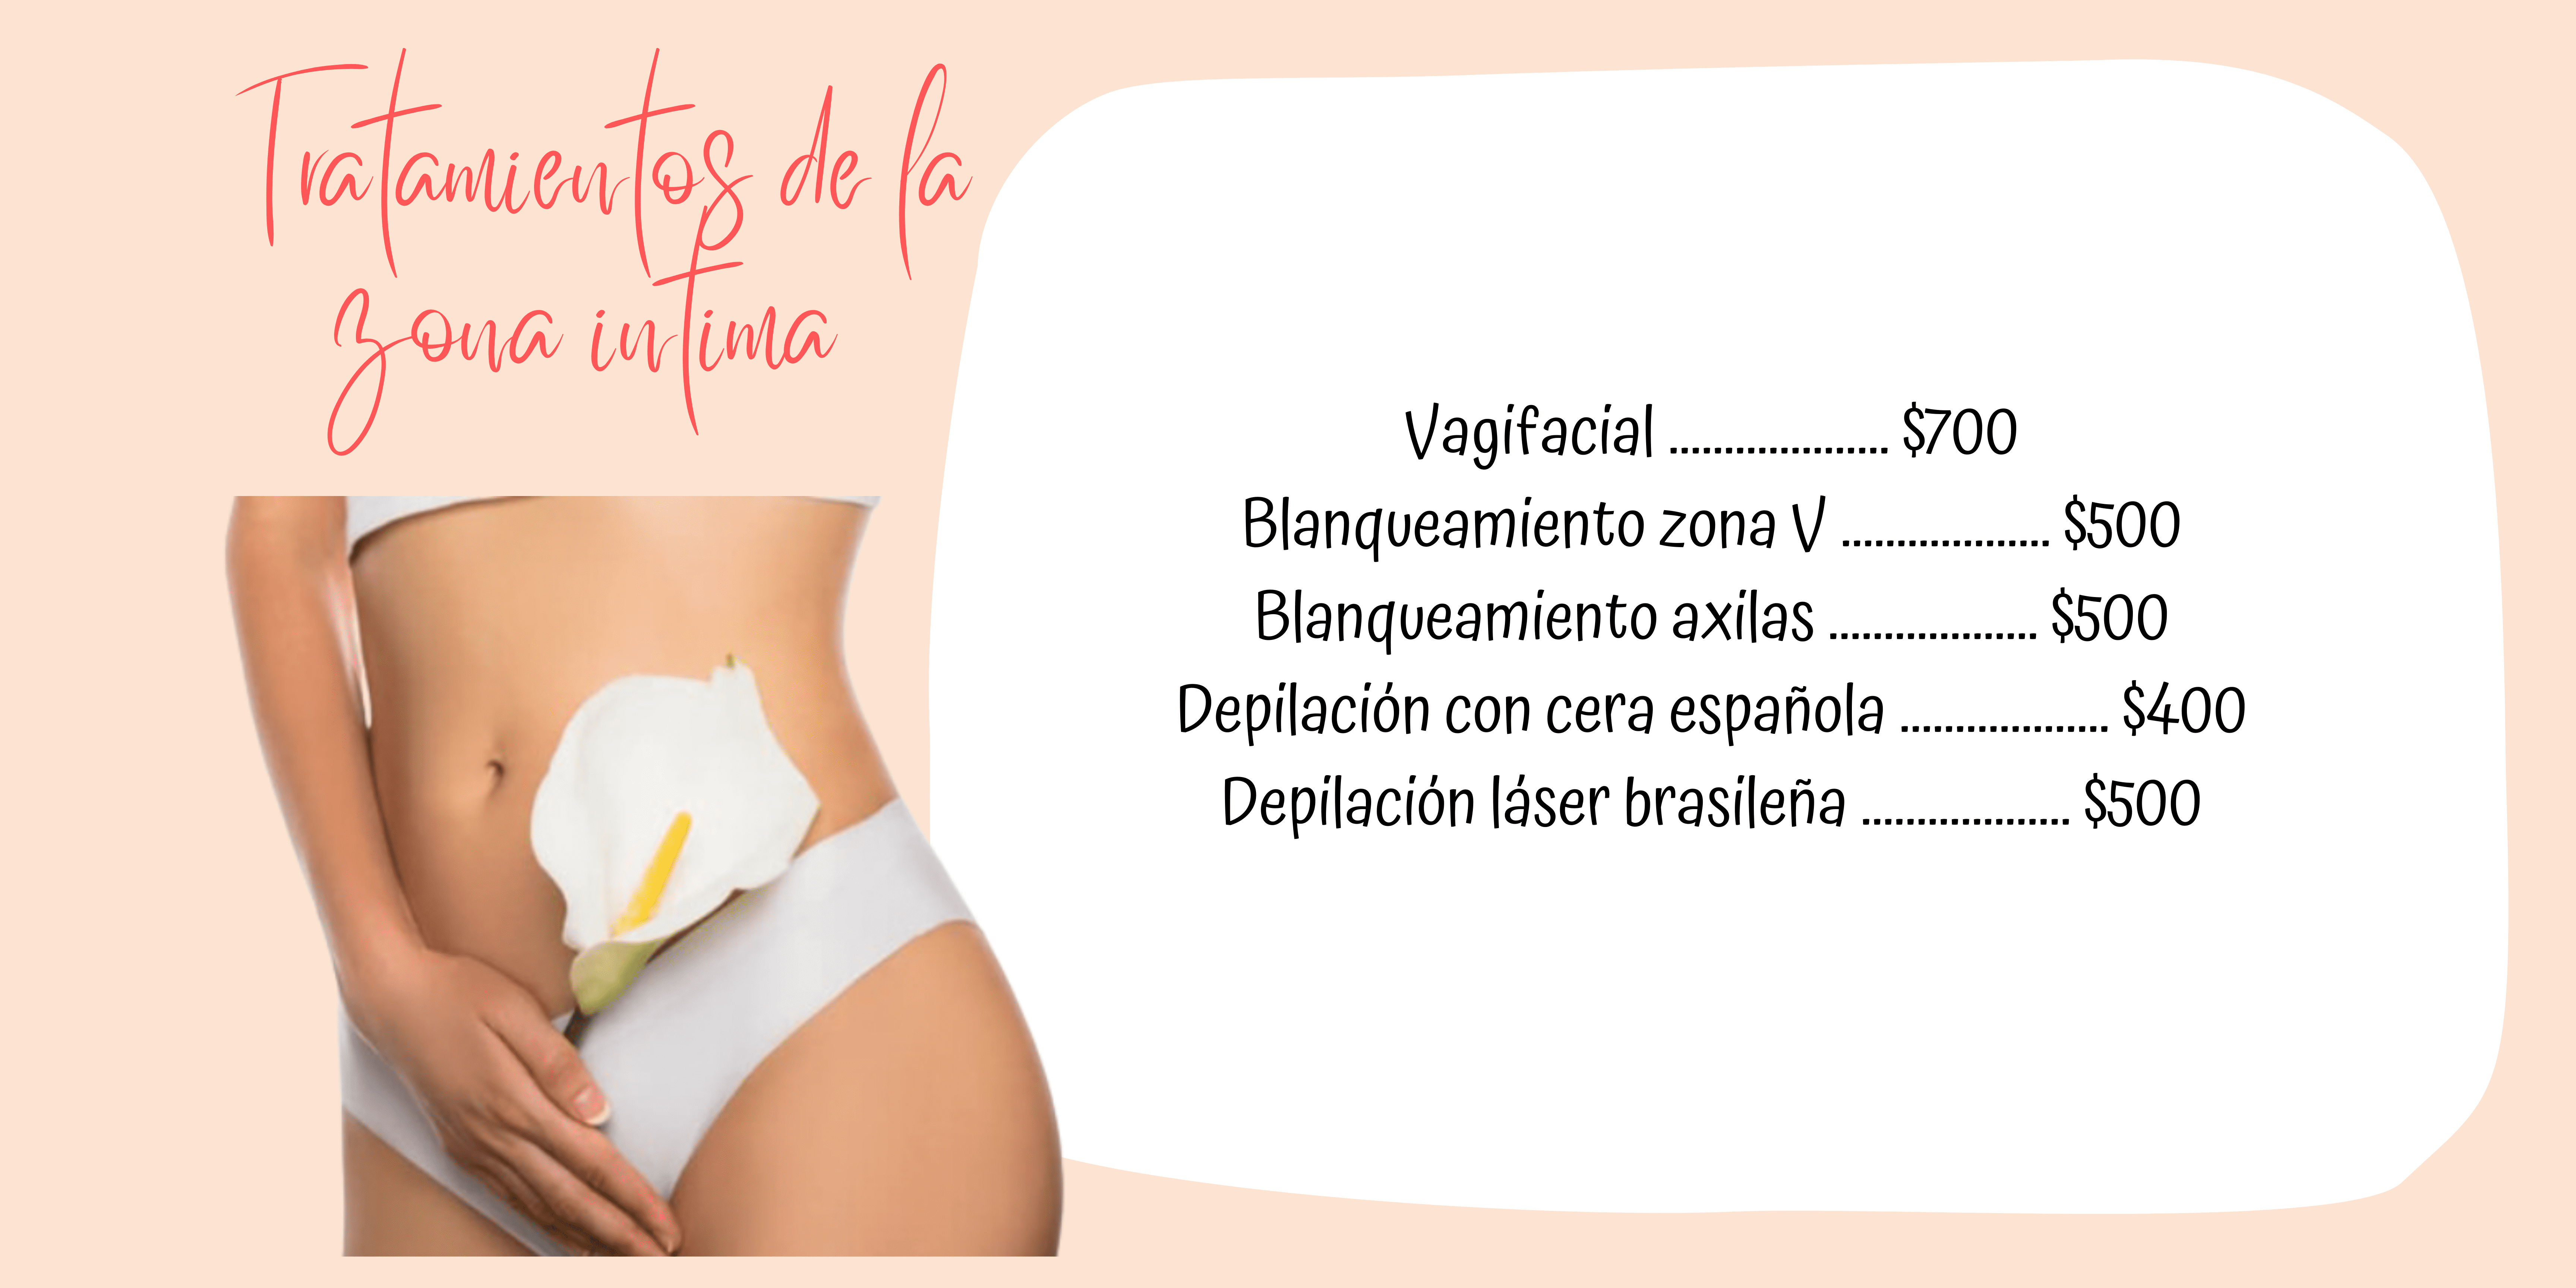 Tratamientos de la
zona intima
Vagifacial .................... $700
Blanqueamiento zona V ................... $500
Blanqueamiento axilas ................... $500
Depilación con cera española ................... $400
Depilación láser brasileña ................... $500